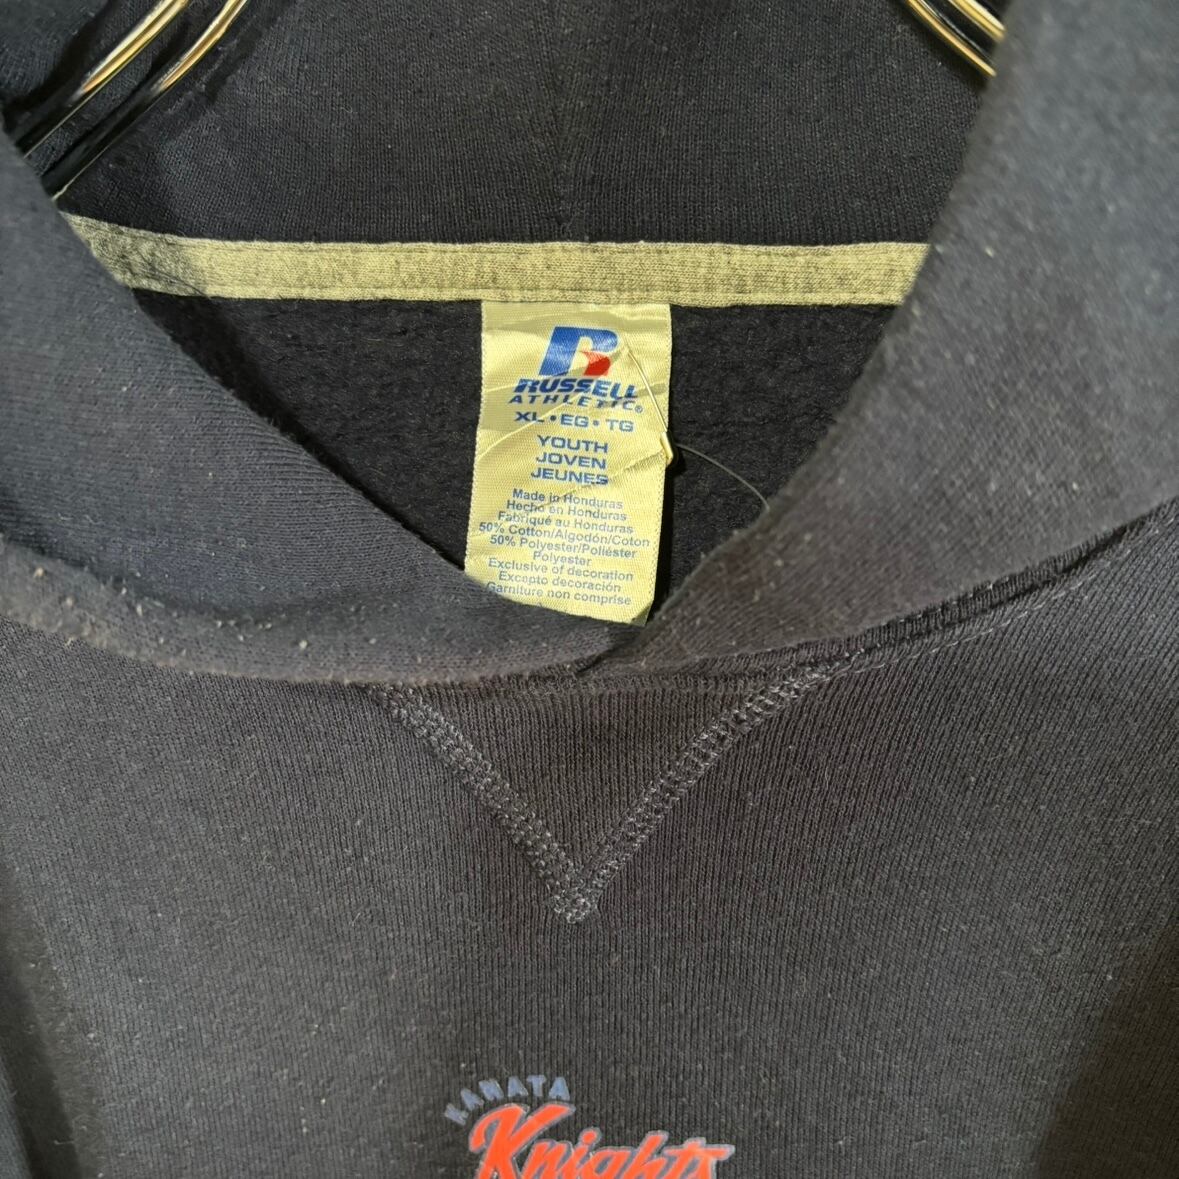 RUSSELL
ATHLETIC®
XL • EG • TG
YOUTH
JOVEN
JEUNES
Made in Honduras
Hecho en Honduras
Fabriqué au Honduras
50% Cotton/Algodón/Coton
50% Polyester/Poliéster
Polyester
Exclusive of decoration
Excepto decoración
Garniture non comprise
KANATA
Knights